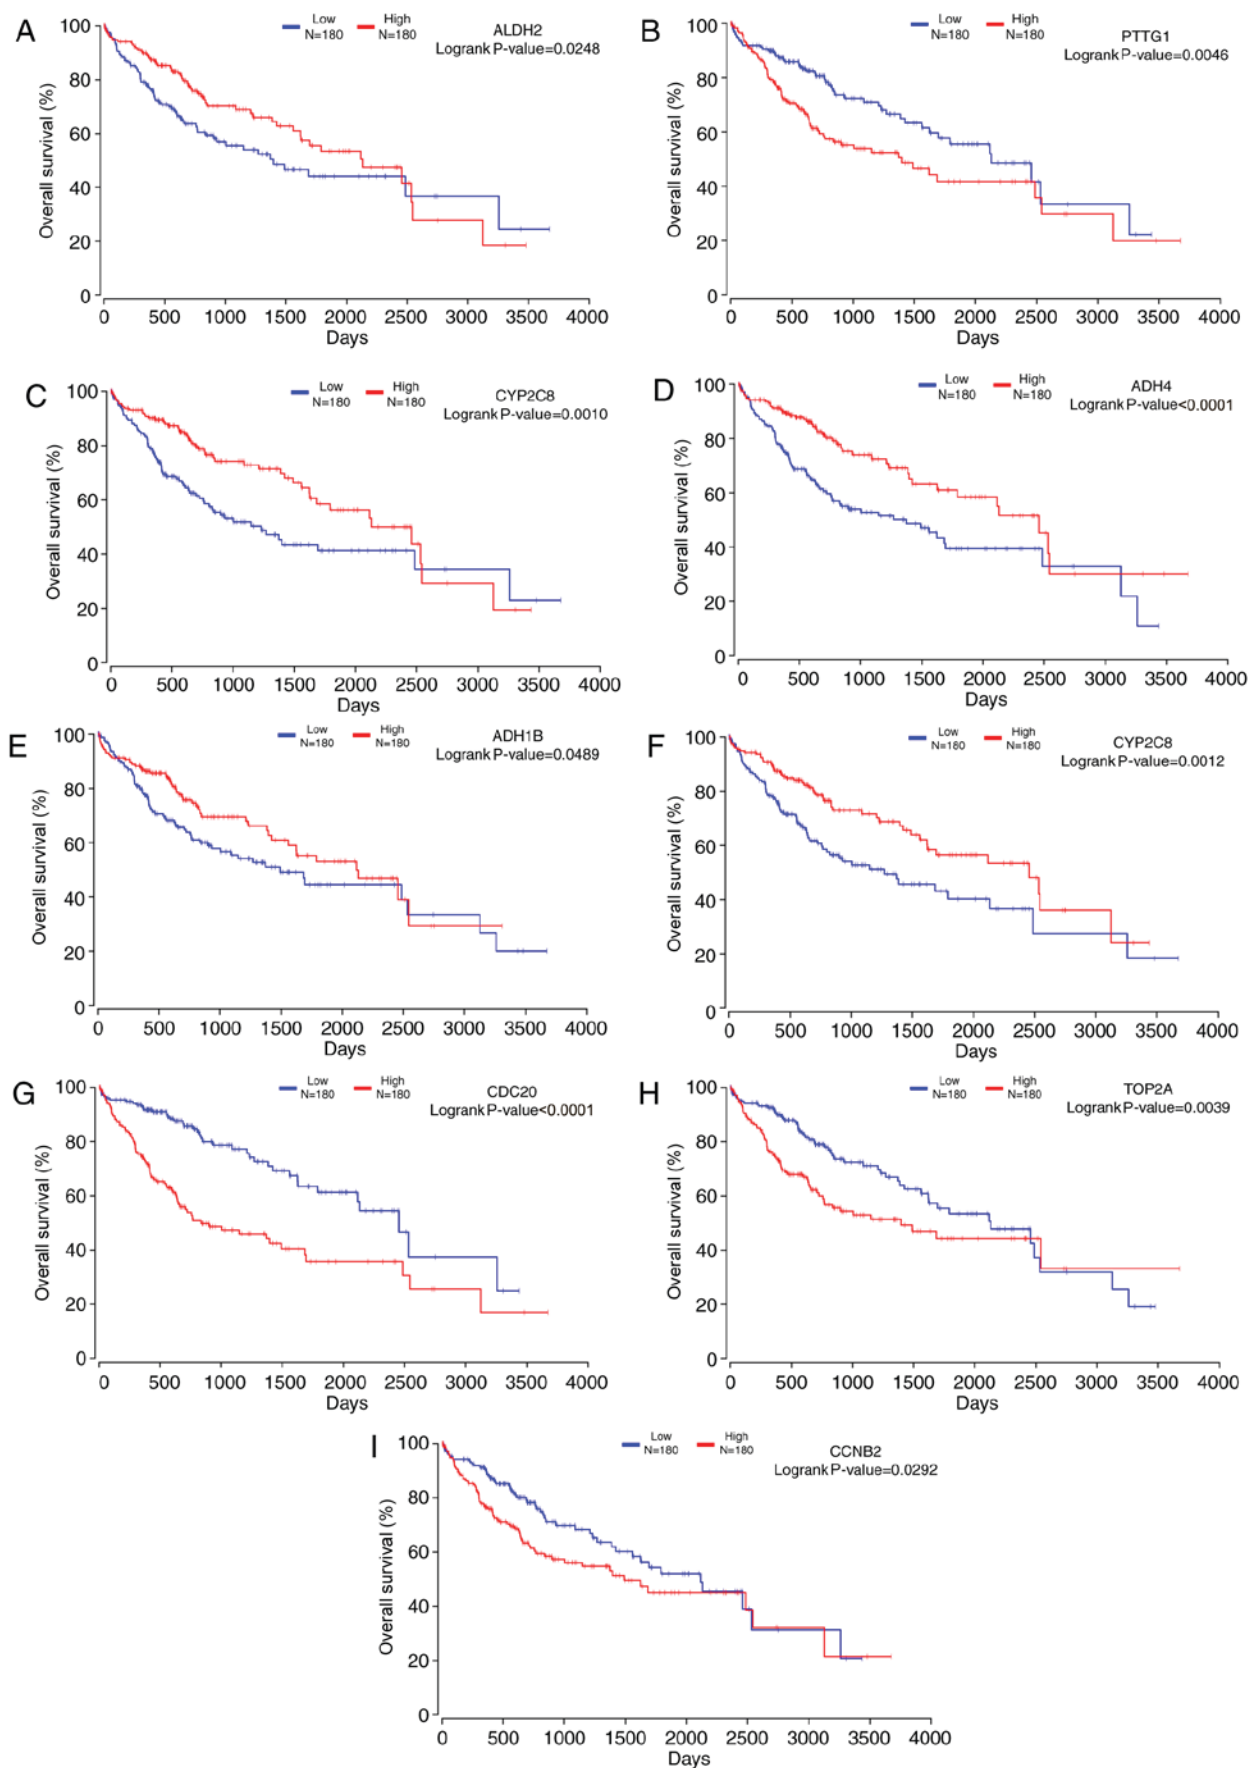 A
Low
N=180
High
N=180
ALDH2
Logrank P-value=0.0248
Overall survival (%)
100
80
60
40
20
0
0 500 1000 1500 2000 2500 3000 3500 4000
Days
B
Low
N=180
High
N=180
PTTG1
Logrank P-value=0.0046
Overall survival (%)
100
80
60
40
20
0
0 500 1000 1500 2000 2500 3000 3500 4000
Days
C
Low
N=180
High
N=180
CYP2C8
Logrank P-value=0.0010
Overall survival (%)
100
80
60
40
20
0
0 500 1000 1500 2000 2500 3000 3500 4000
Days
D
Low
N=180
High
N=180
ADH4
Logrank P-value<0.0001
Overall survival (%)
100
80
60
40
20
0
0 500 1000 1500 2000 2500 3000 3500 4000
Days
E
Low
N=180
High
N=180
ADH1B
Logrank P-value=0.0489
Overall survival (%)
100
80
60
40
20
0
0 500 1000 1500 2000 2500 3000 3500 4000
Days
F
Low
N=180
High
N=180
CYP2C8
Logrank P-value=0.0012
Overall survival (%)
100
80
60
40
20
0
0 500 1000 1500 2000 2500 3000 3500 4000
Days
G
Low
N=180
High
N=180
CDC20
Logrank P-value<0.0001
Overall survival (%)
100
80
60
40
20
0
0 500 1000 1500 2000 2500 3000 3500 4000
Days
H
Low
N=180
High
N=180
TOP2A
Logrank P-value=0.0039
Overall survival (%)
100
80
60
40
20
0
0 500 1000 1500 2000 2500 3000 3500 4000
Days
I
Low
N=180
High
N=180
CCNB2
Logrank P-value=0.0292
Overall survival (%)
100
80
60
40
20
0
0 500 1000 1500 2000 2500 3000 3500 4000
Days